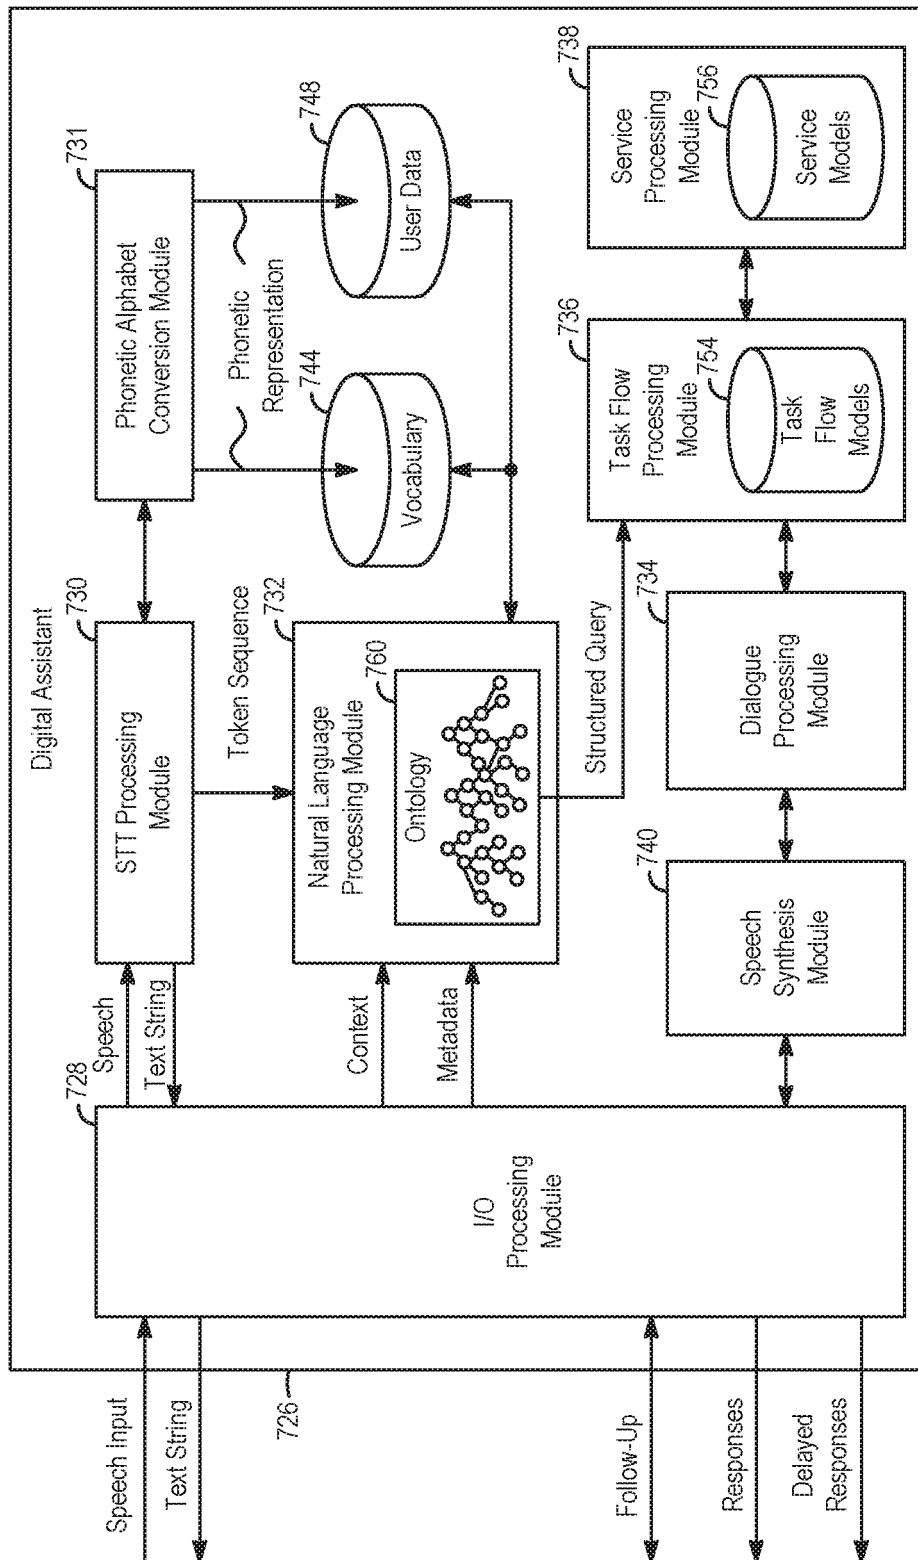 Digital Assistant
Speech Input
Text String
726
Follow-Up
Responses
Delayed
Responses
728
I/O
Processing
Module
Speech
Text String
Context
Metadata
730
STT Processing
Module
Token Sequence
731
Phonetic Alphabet
Conversion Module
Phonetic
Representation
732
Natural Language
Processing Module
760
Ontology
744
Vocabulary
748
User Data
Structured Query
740
Speech
Synthesis
Module
734
Dialogue
Processing
Module
736
Task Flow
Processing
Module
754
Task
Flow
Models
738
Service
Processing
Module
756
Service Models